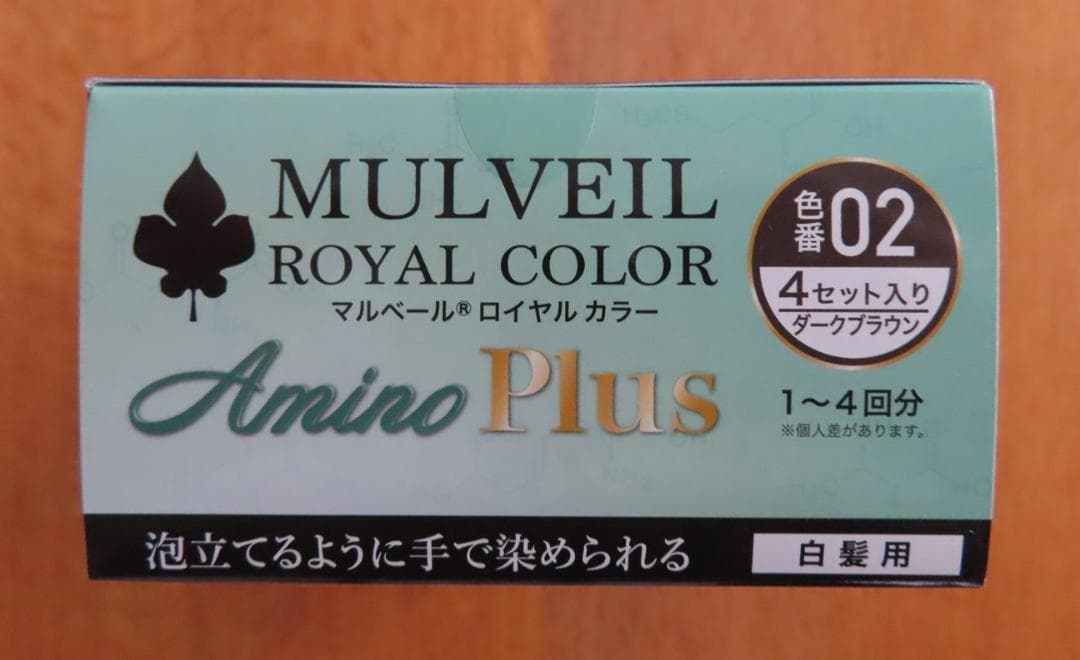 MULVEIL
ROYAL COLOR
マルベール® ロイヤル カラー
Amino Plus
色番 02
4セット入り
ダークブラウン
1～4回分
※個人差があります。
泡立てるように手で染められる
白髪用